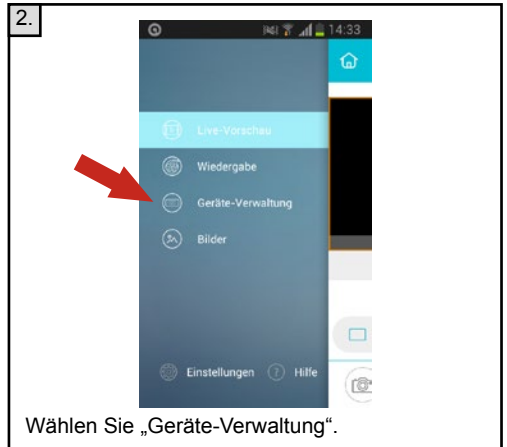 2.
14:33
Live-Vorschau
Wiedergabe
Geräte-Verwaltung
Bilder
Einstellungen ? Hilfe
Wählen Sie „Geräte-Verwaltung“.